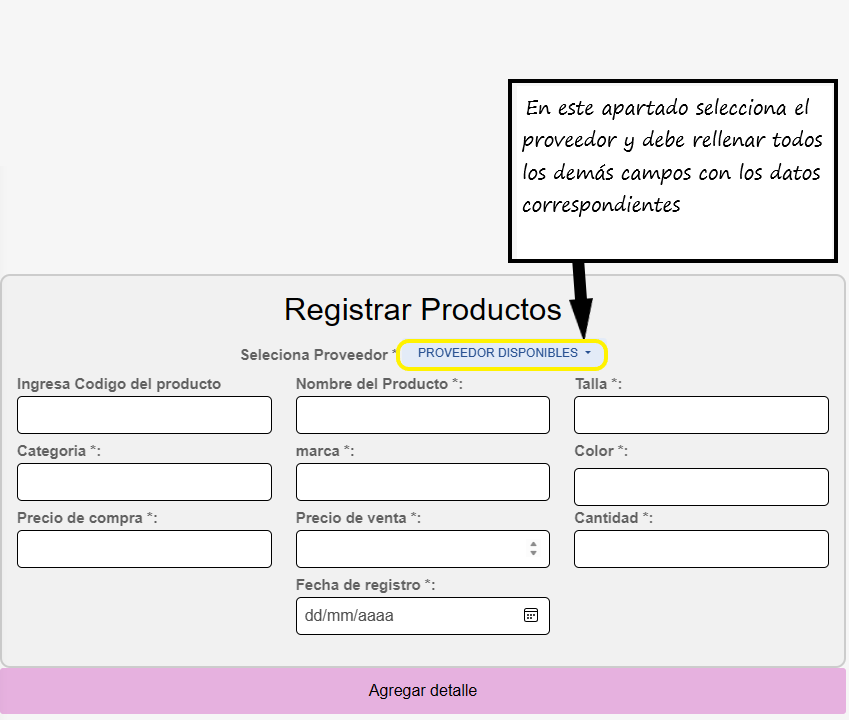 En este apartado selecciona el
proveedor y debe rellenar todos
los demás campos con los datos
correspondientes
Registrar Productos
Seleciona Proveedor * PROVEEDOR DISPONIBLES
Ingresa Codigo del producto
Nombre del Producto *:
Talla *:
Categoria *:
marca *:
Color *:
Precio de compra *:
Precio de venta *:
Cantidad *:
Fecha de registro *:
dd/mm/aaaa
Agregar detalle